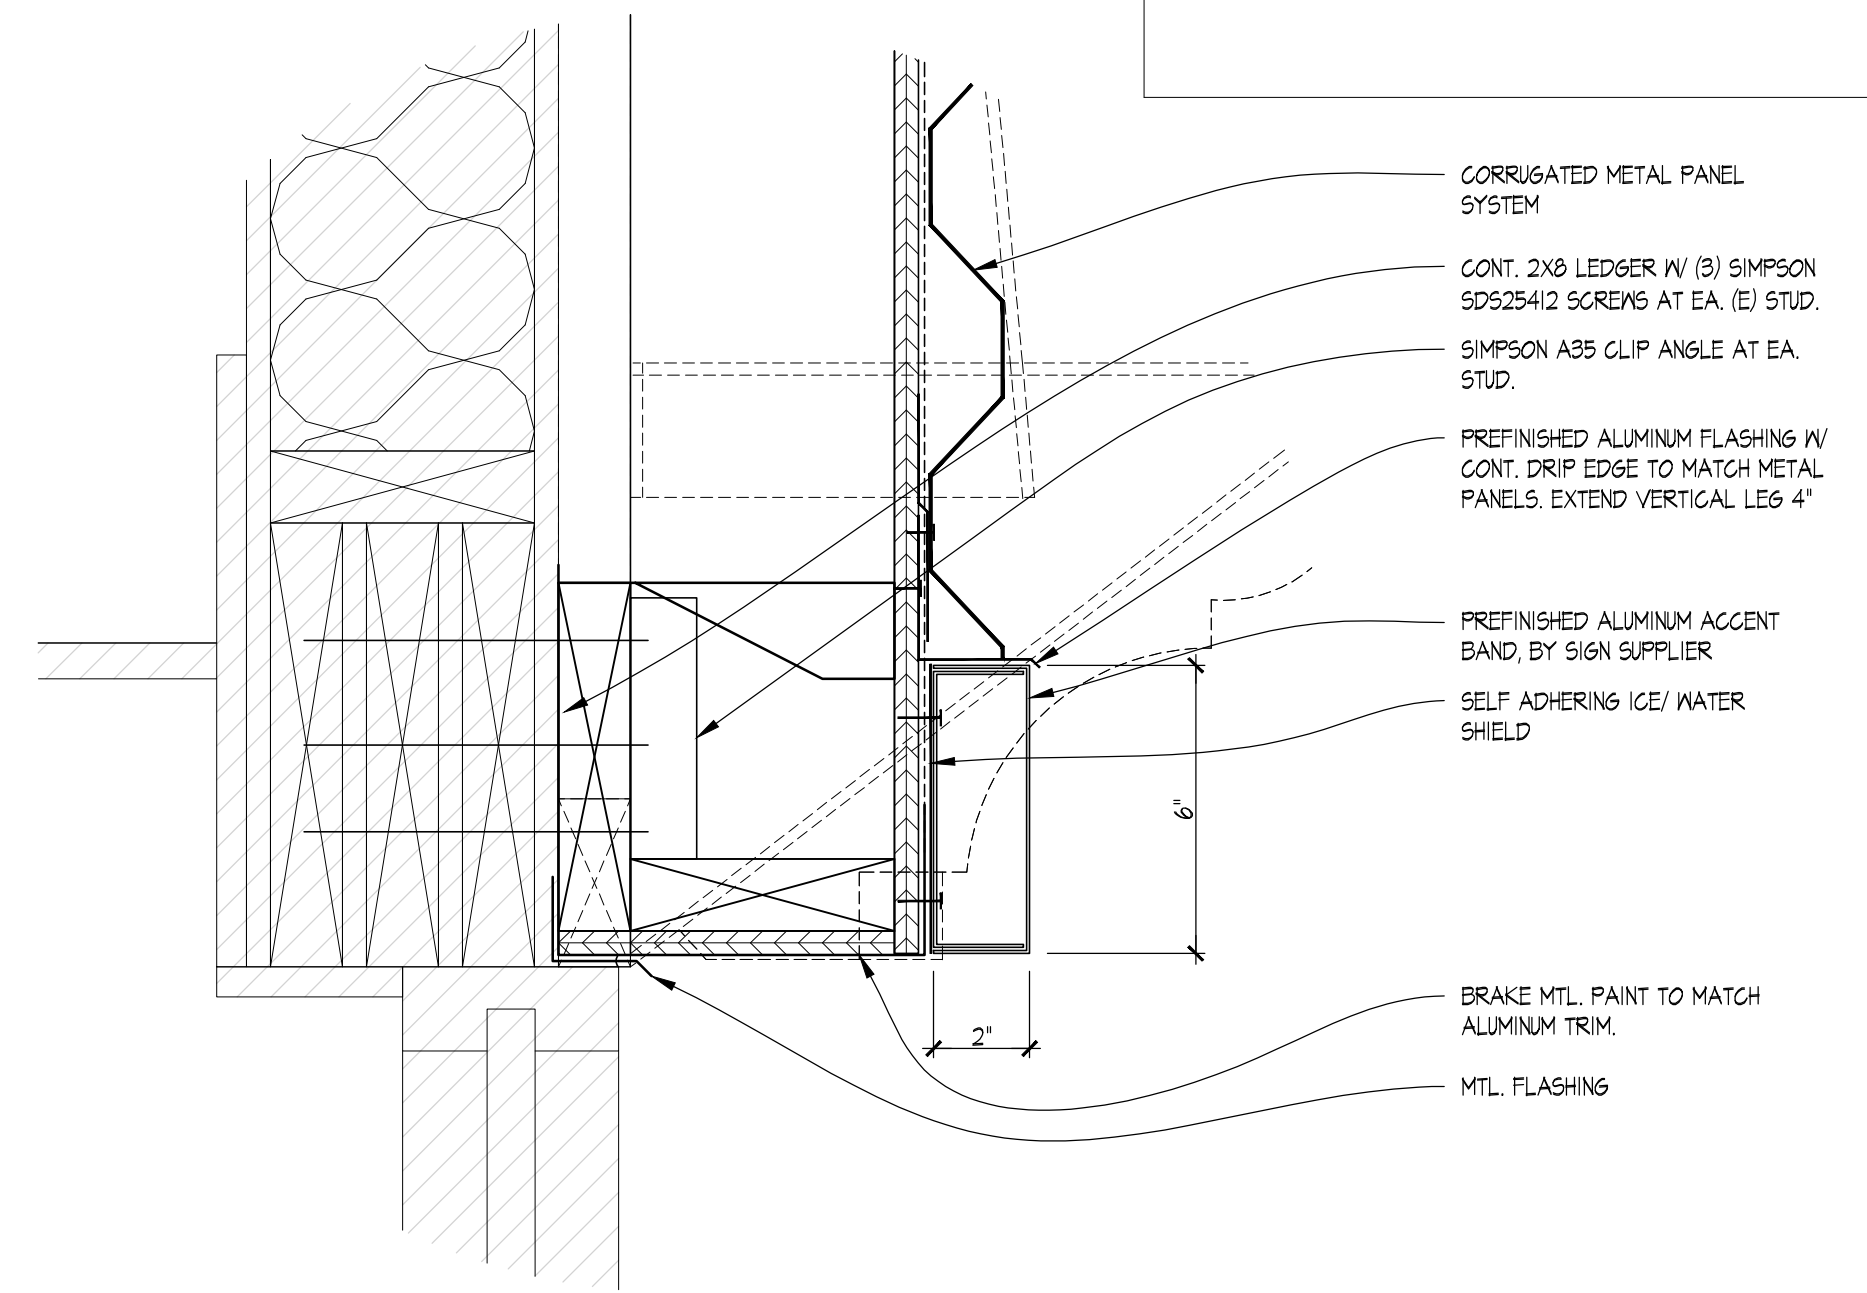 CORRUGATED METAL PANEL
SYSTEM
CONT. 2X8 LEDGER W/ (3) SIMPSON
SDS25412 SCREWS AT EA. (E) STUD.
SIMPSON A35 CLIP ANGLE AT EA.
STUD.
PREFINISHED ALUMINUM FLASHING W/
CONT. DRIP EDGE TO MATCH METAL
PANELS. EXTEND VERTICAL LEG 4"
PREFINISHED ALUMINUM ACCENT
BAND, BY SIGN SUPPLIER
SELF ADHERING ICE/ WATER
SHIELD
6"
BRAKE MTL. PAINT TO MATCH
ALUMINUM TRIM.
2"
MTL. FLASHING